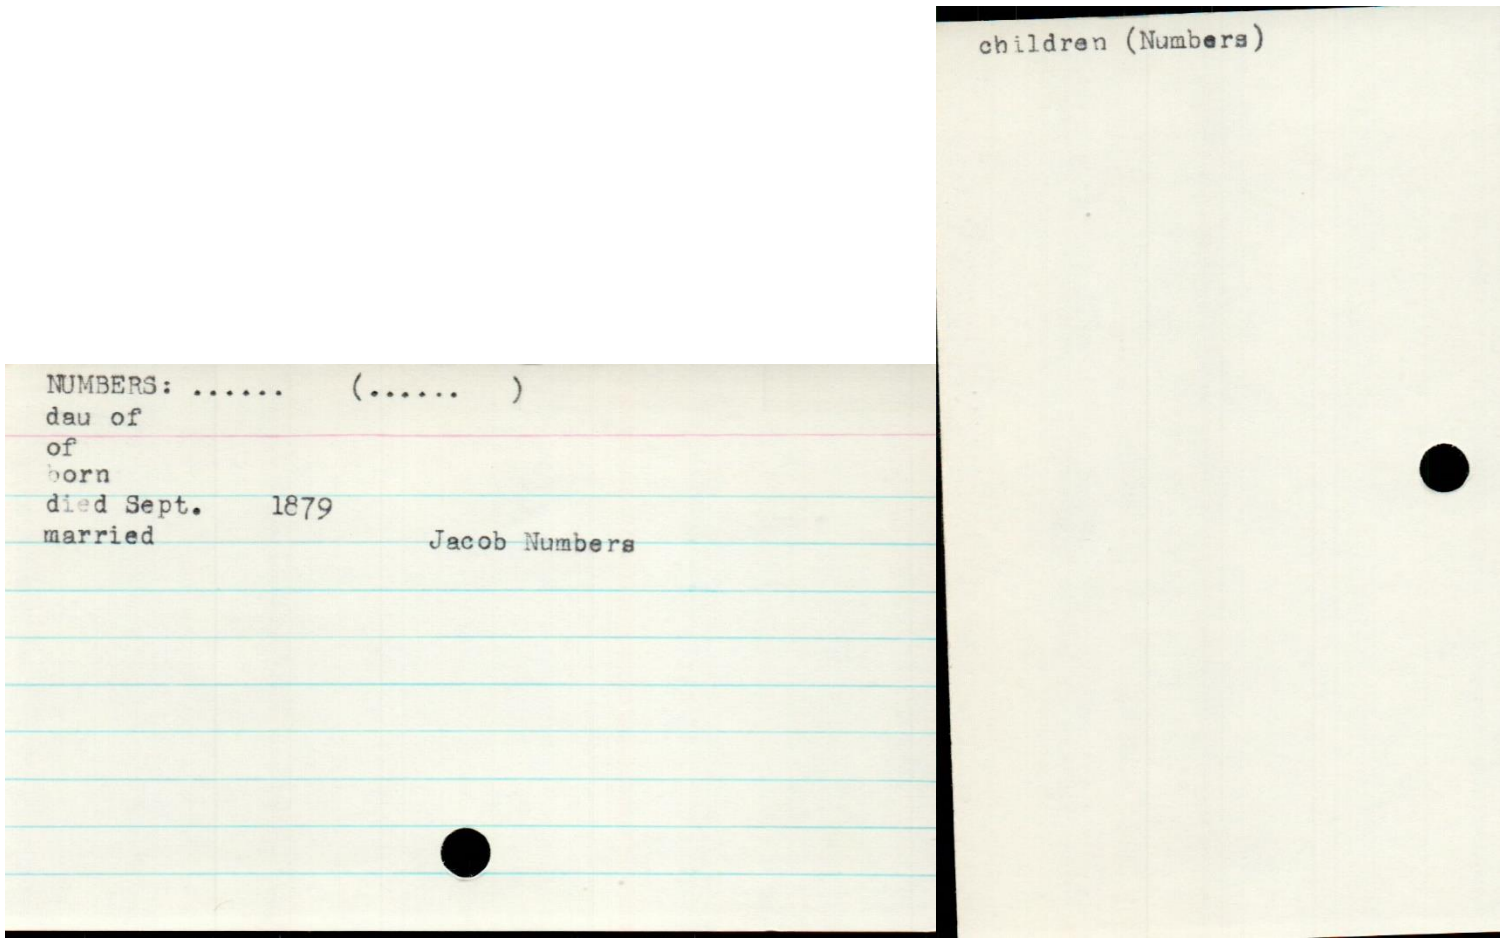 NUMBERS: ...... (...... )
dau of
of
born
died Sept. 1879
married Jacob Numbers
children (Numbers)